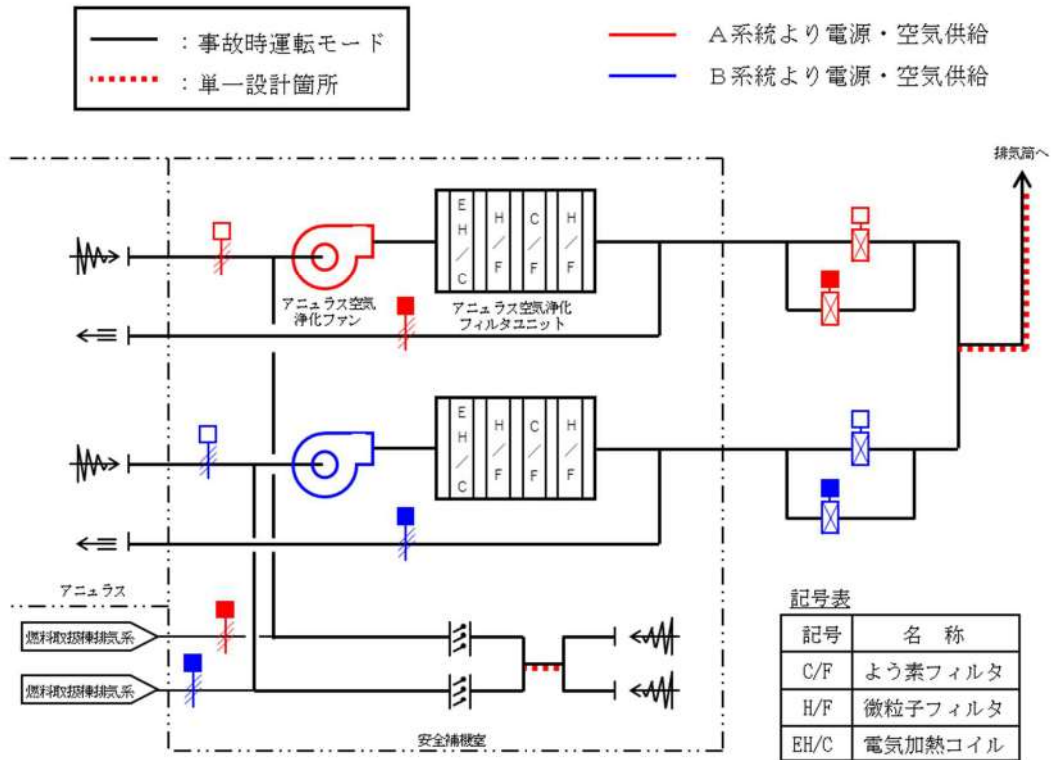 ：事故時運転モード
：単一設計箇所
A系統より電源・空気供給
B系統より電源・空気供給
排気筒へ
EH/C
H/F
C/F
H/F
アニュラス空気
浄化ファン
アニュラス空気浄化
フィルタユニット
EH/C
H/F
C/F
H/F
アニュラス
燃料取扱棟排気系
燃料取扱棟排気系
安全補機室
記号表
記号 名 称
C/F よう素フィルタ
H/F 微粒子フィルタ
EH/C 電気加熱コイル